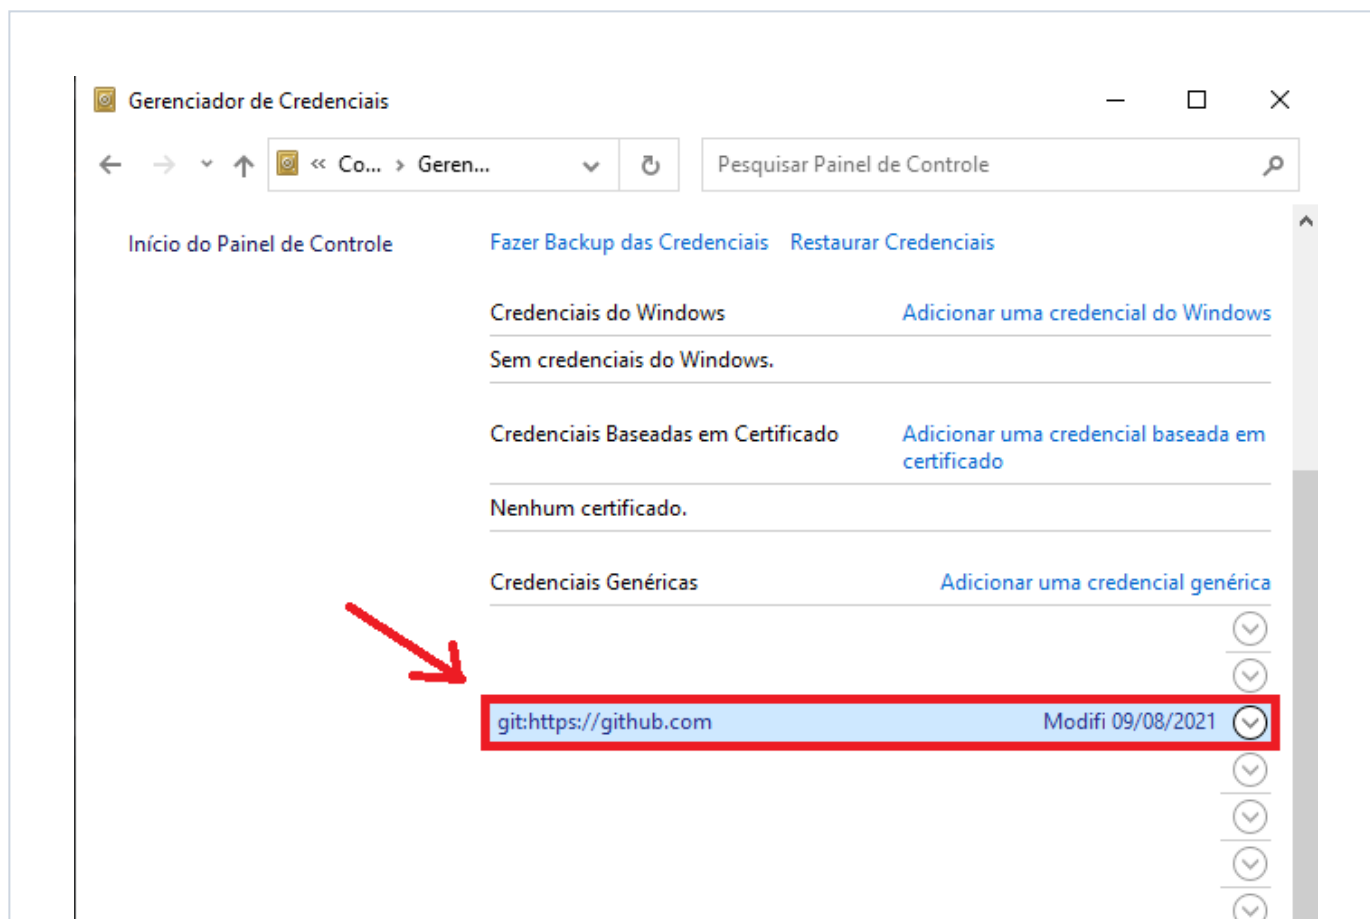 Gerenciador de Credenciais
« Co... › Geren...
Pesquisar Painel de Controle
Início do Painel de Controle
Fazer Backup das Credenciais Restaurar Credenciais
Credenciais do Windows Adicionar uma credencial do Windows
Sem credenciais do Windows.
Credenciais Baseadas em Certificado Adicionar uma credencial baseada em
certificado
Nenhum certificado.
Credenciais Genéricas Adicionar uma credencial genérica
git:https://github.com Modifi 09/08/2021